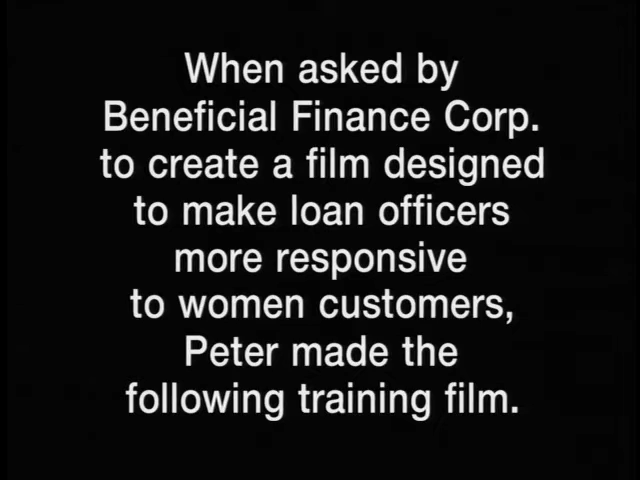 When asked by
Beneficial Finance Corp.
to create a film designed
to make loan officers
more responsive
to women customers,
Peter made the
following training film.